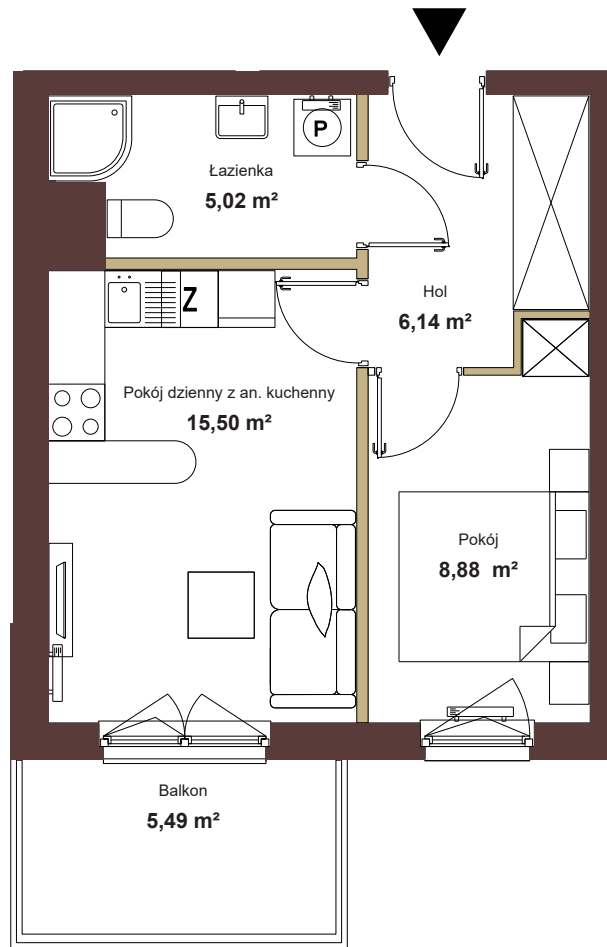 P
Łazienka
5,02 m²
Z
Hol
6,14 m²
Pokój dzienny z an. kuchenny
15,50 m²
Pokój
8,88 m²
Balkon
5,49 m²